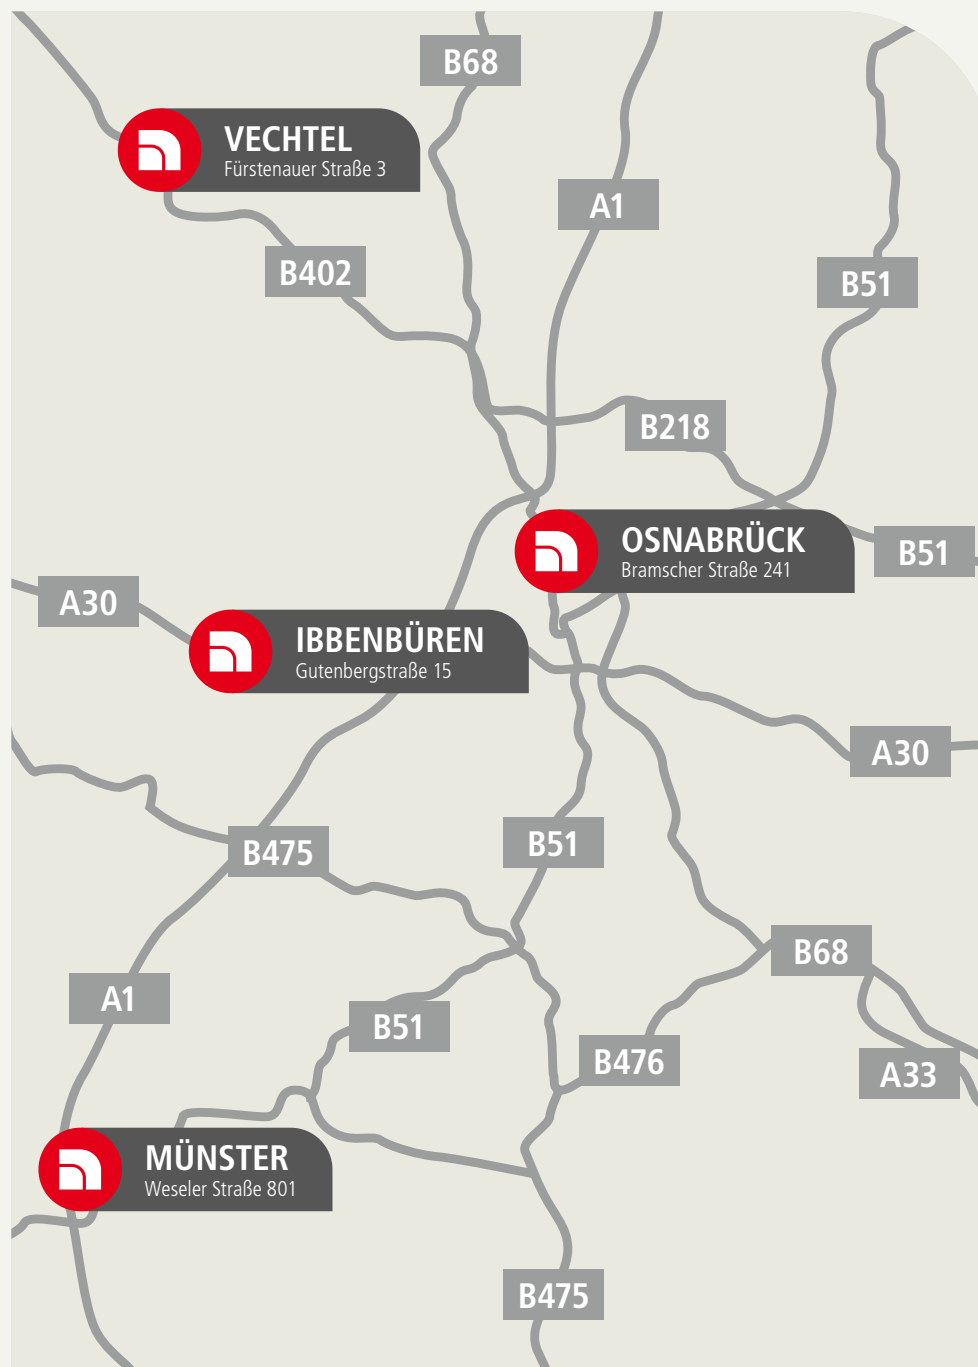 B68
VECHTEL
Fürstenauer Straße 3
A1
B402
B51
B218
OSNABRÜCK
Bramscher Straße 241
B51
A30
IBBENBÜREN
Gutenbergstraße 15
A30
B51
B475
B68
A1
B51
B476
A33
MÜNSTER
Weseler Straße 801
B475